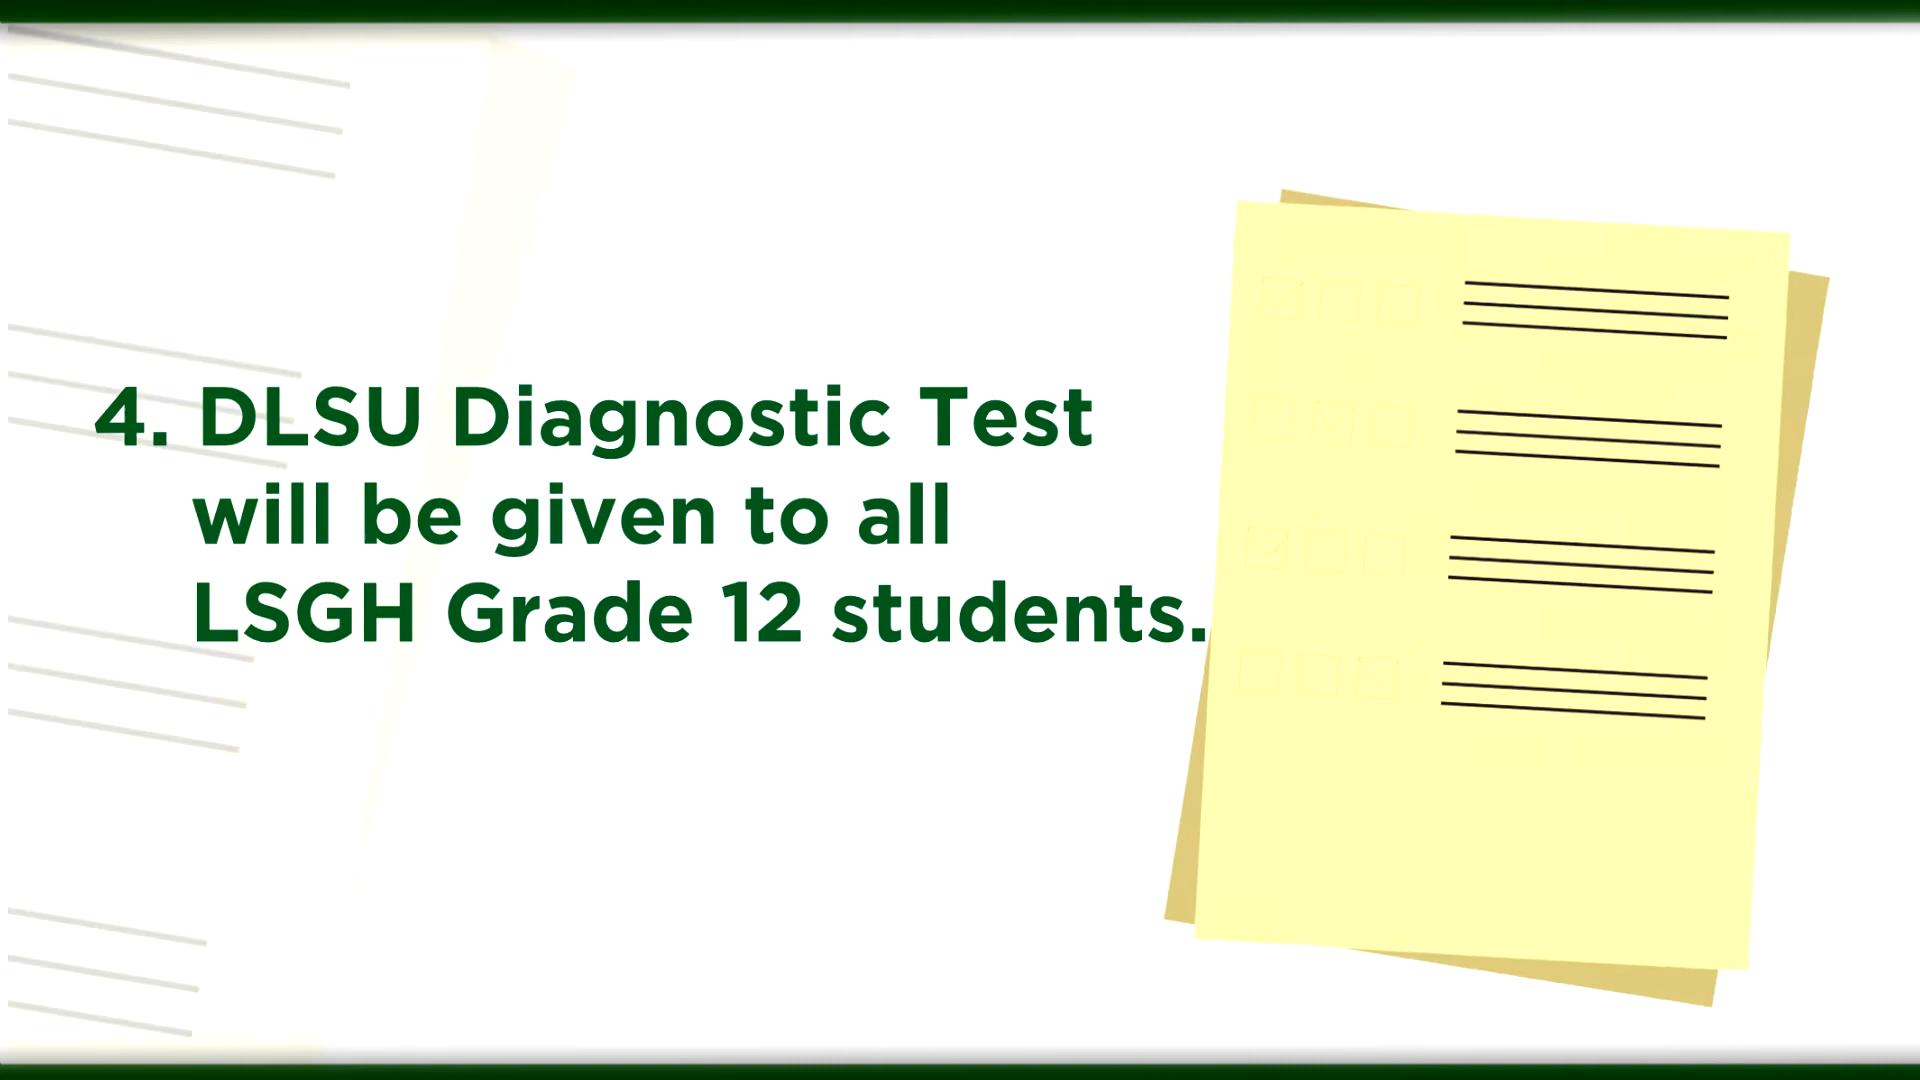 4. DLSU Diagnostic Test
will be given to all
LSGH Grade 12 students.